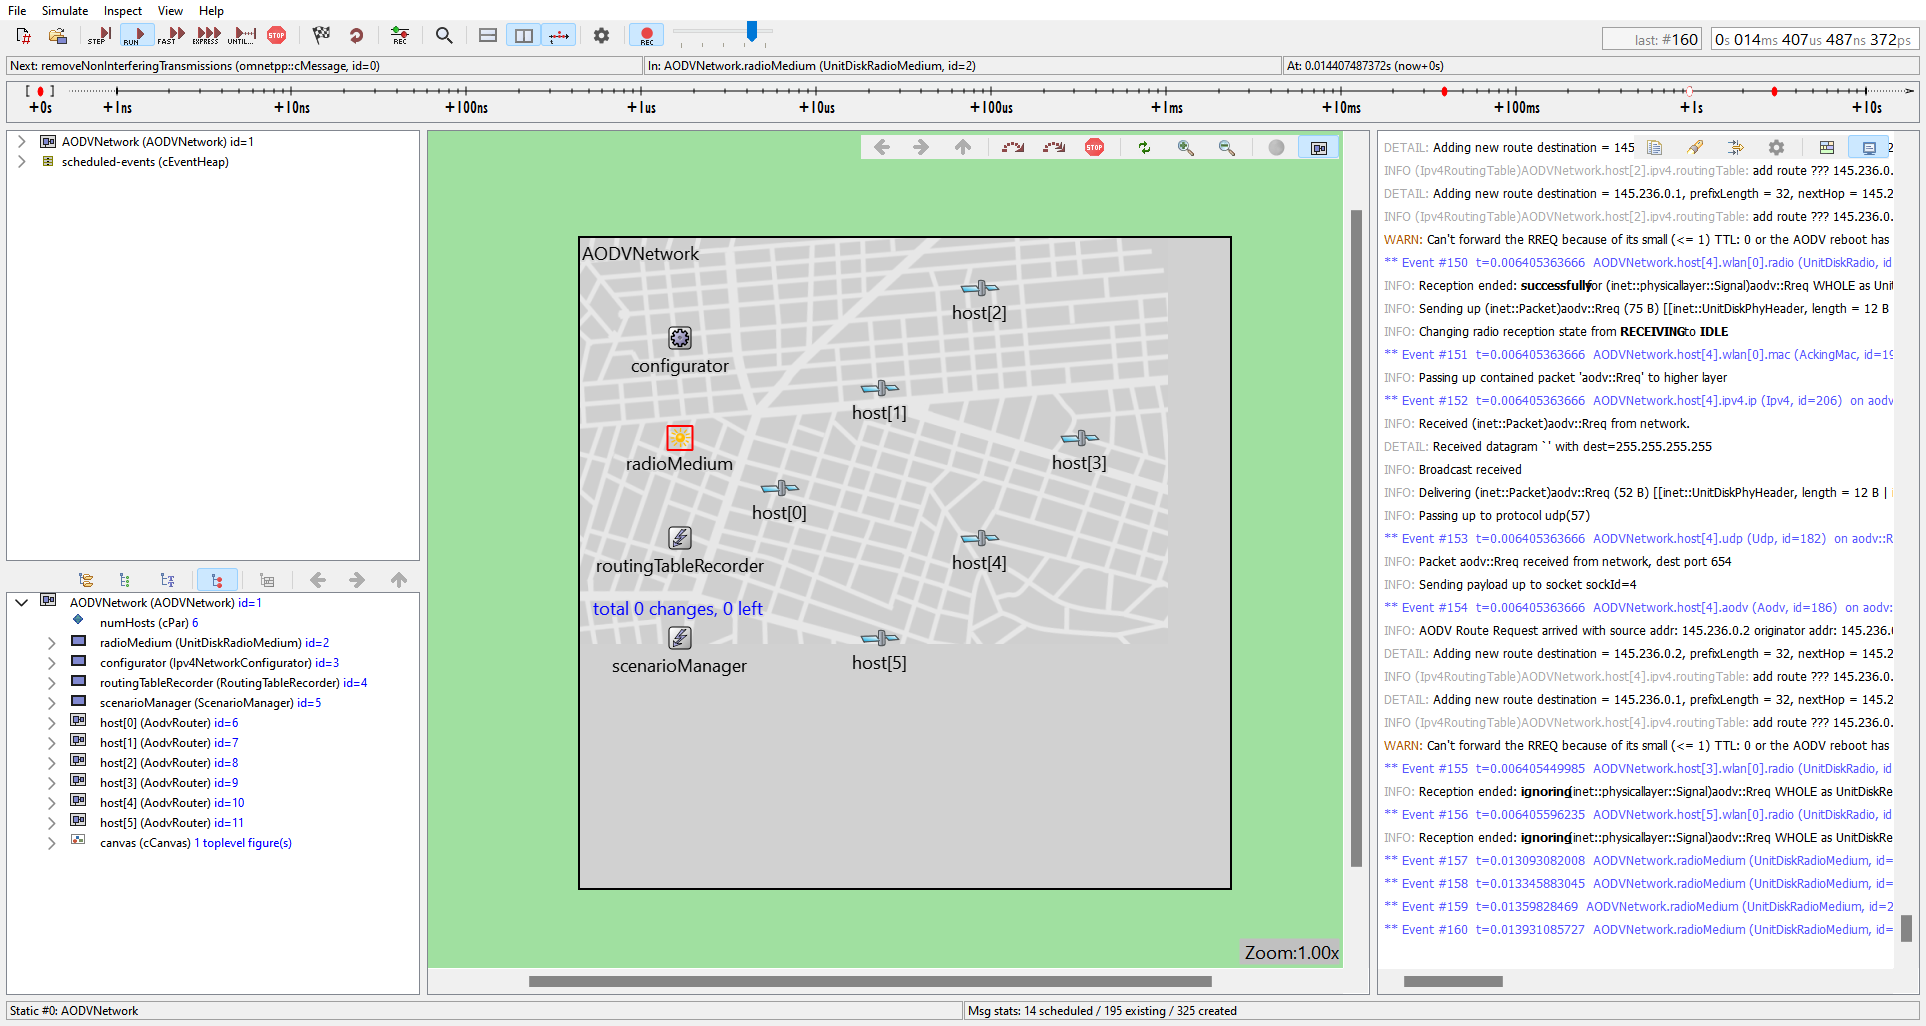 File Simulate Inspect View Help
STEP RUN FAST EXPRESS UNTIL... STOP REC REC
last: #160 0s 014ms 407us 487ns 372ps
Next: removeNonInterferingTransmissions (omnetpp::cMessage, id=0) In: AODVNetwork.radioMedium (UnitDiskRadioMedium, id=2) At: 0.014407487372s (now+0s)
+0s +1ns +10ns +100ns +1us +10us +100us +1ms +10ms +100ms +1s +10s
AODVNetwork (AODVNetwork) id=1
scheduled-events (cEventHeap)
AODVNetwork (AODVNetwork) id=1
numHosts (cPar) 6
radioMedium (UnitDiskRadioMedium) id=2
configurator (Ipv4NetworkConfigurator) id=3
routingTableRecorder (RoutingTableRecorder) id=4
scenarioManager (ScenarioManager) id=5
host[0] (AodvRouter) id=6
host[1] (AodvRouter) id=7
host[2] (AodvRouter) id=8
host[3] (AodvRouter) id=9
host[4] (AodvRouter) id=10
host[5] (AodvRouter) id=11
canvas (cCanvas) 1 toplevel figure(s)
STOP
AODVNetwork
host[2]
configurator
host[1]
radioMedium
host[3]
host[0]
routingTableRecorder
host[4]
total 0 changes, 0 left
scenarioManager
host[5]
Zoom:1.00x
DETAIL: Adding new route destination = 145 2
INFO (Ipv4RoutingTable)AODVNetwork.host[2].ipv4.routingTable: add route ??? 145.236.0.
DETAIL: Adding new route destination = 145.236.0.1, prefixLength = 32, nextHop = 145.2
INFO (Ipv4RoutingTable)AODVNetwork.host[2].ipv4.routingTable: add route ??? 145.236.0.
WARN: Can't forward the RREQ because of its small (<= 1) TTL: 0 or the AODV reboot has
** Event #150 t=0.006405363666 AODVNetwork.host[4].wlan[0].radio (UnitDiskRadio, id
INFO: Reception ended: successfully for (inet::physicallayer::Signal)aodv::Rreq WHOLE as Uni
INFO: Sending up (inet::Packet)aodv::Rreq (75 B) [[inet::UnitDiskPhyHeader, length = 12 B
INFO: Changing radio reception state from RECEIVING to IDLE
** Event #151 t=0.006405363666 AODVNetwork.host[4].wlan[0].mac (AckingMac, id=19
INFO: Passing up contained packet 'aodv::Rreq' to higher layer
** Event #152 t=0.006405363666 AODVNetwork.host[4].ipv4.ip (Ipv4, id=206) on aodv
INFO: Received (inet::Packet)aodv::Rreq from network.
DETAIL: Received datagram `' with dest=255.255.255.255
INFO: Broadcast received
INFO: Delivering (inet::Packet)aodv::Rreq (52 B) [[inet::UnitDiskPhyHeader, length = 12 B |
INFO: Passing up to protocol udp(57)
** Event #153 t=0.006405363666 AODVNetwork.host[4].udp (Udp, id=182) on aodv::R
INFO: Packet aodv::Rreq received from network, dest port 654
INFO: Sending payload up to socket sockId=4
** Event #154 t=0.006405363666 AODVNetwork.host[4].aodv (Aodv, id=186) on aodv:
INFO: AODV Route Request arrived with source addr: 145.236.0.2 originator addr: 145.236.
DETAIL: Adding new route destination = 145.236.0.2, prefixLength = 32, nextHop = 145.2
INFO (Ipv4RoutingTable)AODVNetwork.host[4].ipv4.routingTable: add route ??? 145.236.0.
DETAIL: Adding new route destination = 145.236.0.1, prefixLength = 32, nextHop = 145.2
INFO (Ipv4RoutingTable)AODVNetwork.host[4].ipv4.routingTable: add route ??? 145.236.0.
WARN: Can't forward the RREQ because of its small (<= 1) TTL: 0 or the AODV reboot has
** Event #155 t=0.006405449985 AODVNetwork.host[3].wlan[0].radio (UnitDiskRadio, id
INFO: Reception ended: ignoring (inet::physicallayer::Signal)aodv::Rreq WHOLE as UnitDiskRe
** Event #156 t=0.006405596235 AODVNetwork.host[5].wlan[0].radio (UnitDiskRadio, id
INFO: Reception ended: ignoring (inet::physicallayer::Signal)aodv::Rreq WHOLE as UnitDiskRe
** Event #157 t=0.013093082008 AODVNetwork.radioMedium (UnitDiskRadioMedium, id=
** Event #158 t=0.013345883045 AODVNetwork.radioMedium (UnitDiskRadioMedium, id=
** Event #159 t=0.01359828469 AODVNetwork.radioMedium (UnitDiskRadioMedium, id=2
** Event #160 t=0.013931085727 AODVNetwork.radioMedium (UnitDiskRadioMedium, id=
Static #0: AODVNetwork Msg stats: 14 scheduled / 195 existing / 325 created